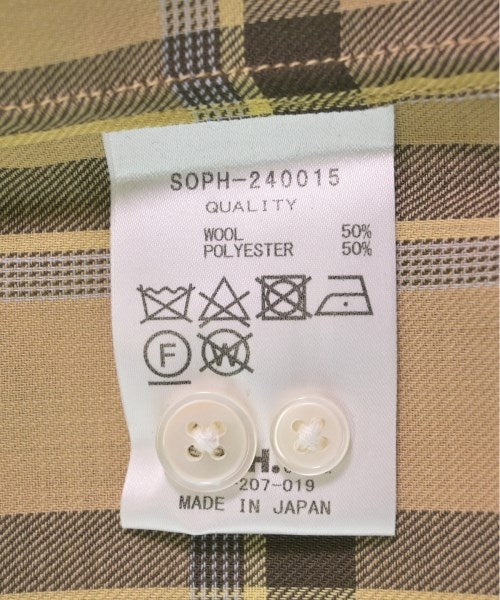 SOPH-240015
QUALITY
WOOL 50%
POLYESTER 50%
F
W
H.
-207-019
MADE IN JAPAN